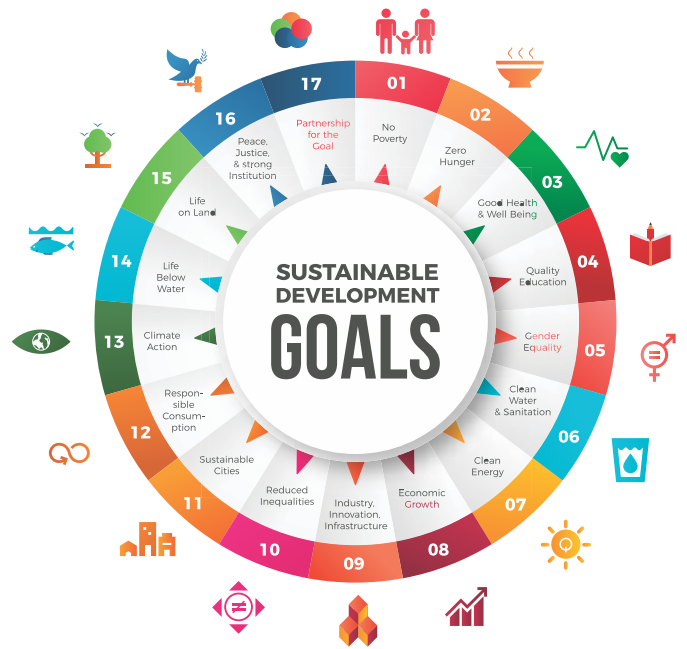 SUSTAINABLE
DEVELOPMENT
GOALS
01
No
Poverty
02
Zero
Hunger
03
Good Health
& Well Being
04
Quality
Education
05
Gender
Equality
06
Clean
Water
& Sanitation
07
Clean
Energy
08
Economic
Growth
09
Industry,
Innovation,
Infrastructure
10
Reduced
Inequalities
11
Sustainable
Cities
12
Respon-
sible
Consum-
ption
13
Climate
Action
14
Life
Below
Water
15
Life
on Land
16
Peace,
Justice,
& strong
Institution
17
Partnership
for the
Goal